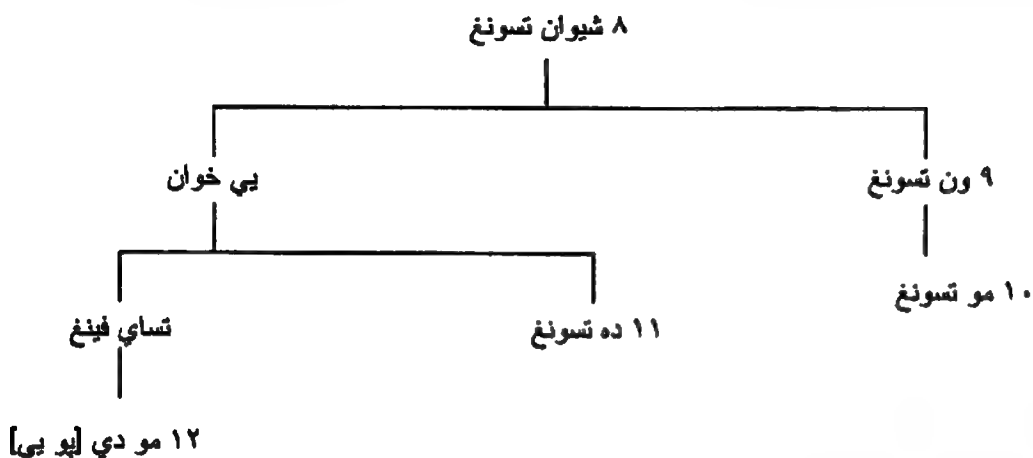 ٨ شيوان تسونغ
٩ ون تسونغ
يي خوان
١٠ مو تسونغ
١١ ده تسونغ
تساي فينغ
١٢ مو دي [پو يي]